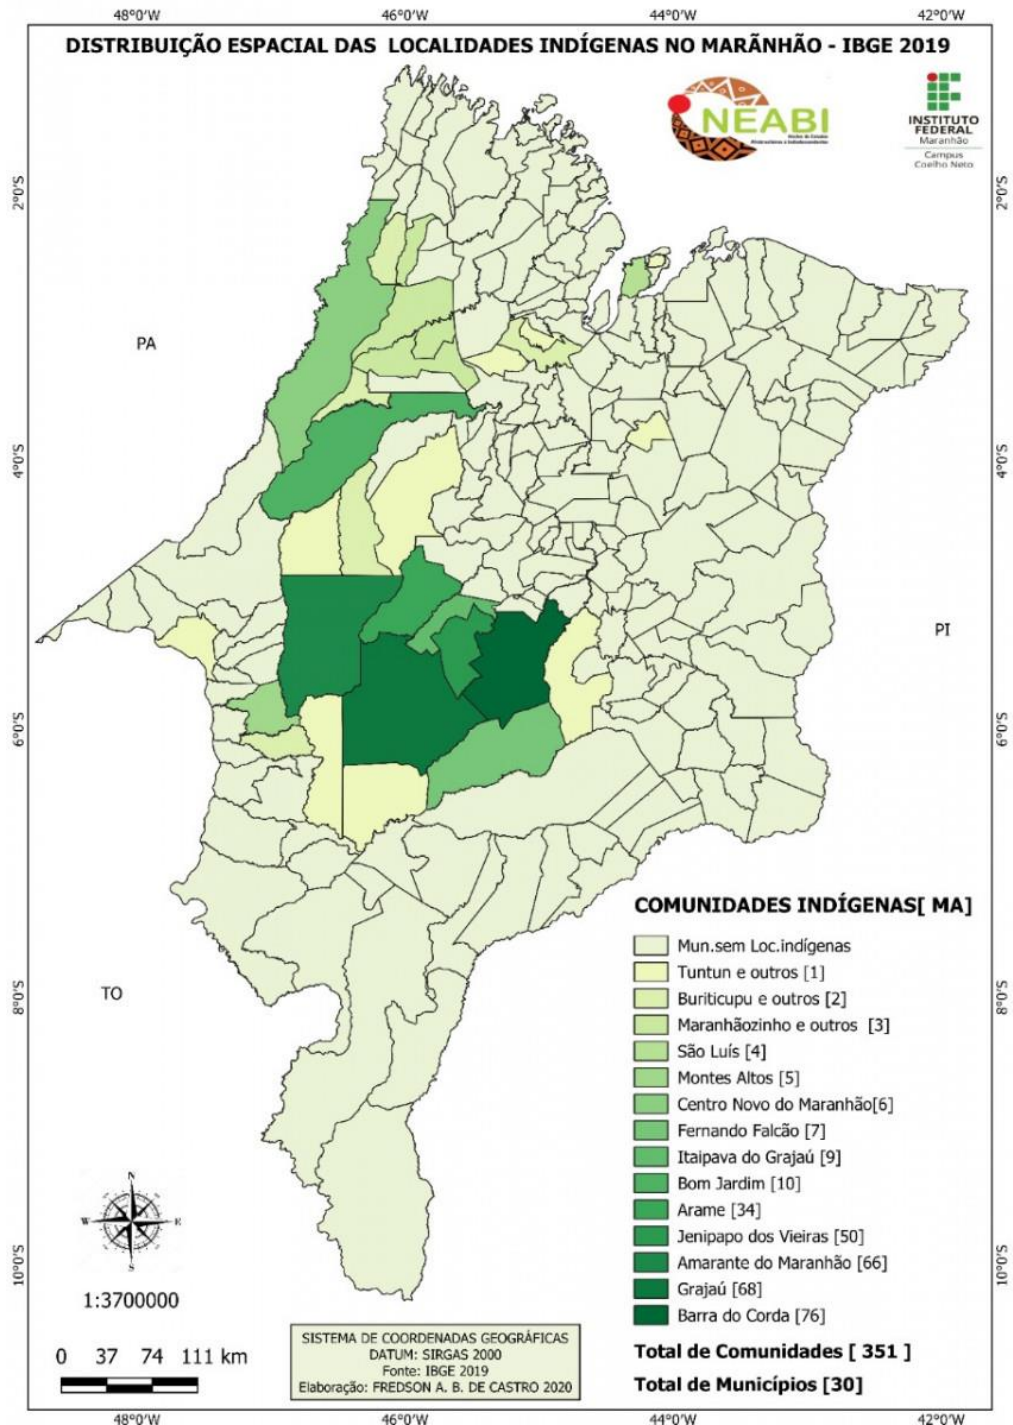 48°0'W 46°0'W 44°0'W 42°0'W
DISTRIBUIÇÃO ESPACIAL DAS LOCALIDADES INDÍGENAS NO MARÃNHÃO - IBGE 2019
NEABI
INSTITUTO
FEDERAL
Maranhão
Campus
Coelho Neto
2°0'S 2°0'S
PA
4°0'S 4°0'S
PI
6°0'S 6°0'S
COMUNIDADES INDÍGENAS[ MA]
Mun.sem Loc.indígenas
Tuntun e outros [1]
Buriticupu e outros [2]
Maranhãozinho e outros [3]
São Luís [4]
Montes Altos [5]
Centro Novo do Maranhão[6]
Fernando Falcão [7]
Itaipava do Grajaú [9]
Bom Jardim [10]
Arame [34]
Jenipapo dos Vieiras [50]
Amarante do Maranhão [66]
Grajaú [68]
Barra do Corda [76]
Total de Comunidades [ 351 ]
Total de Municípios [30]
TO
8°0'S 8°0'S
N
W E
S
10°0'S 10°0'S
1:3700000
0 37 74 111 km
SISTEMA DE COORDENADAS GEOGRÁFICAS
DATUM: SIRGAS 2000
Fonte: IBGE 2019
Elaboração: FREDSON A. B. DE CASTRO 2020
48°0'W 46°0'W 44°0'W 42°0'W